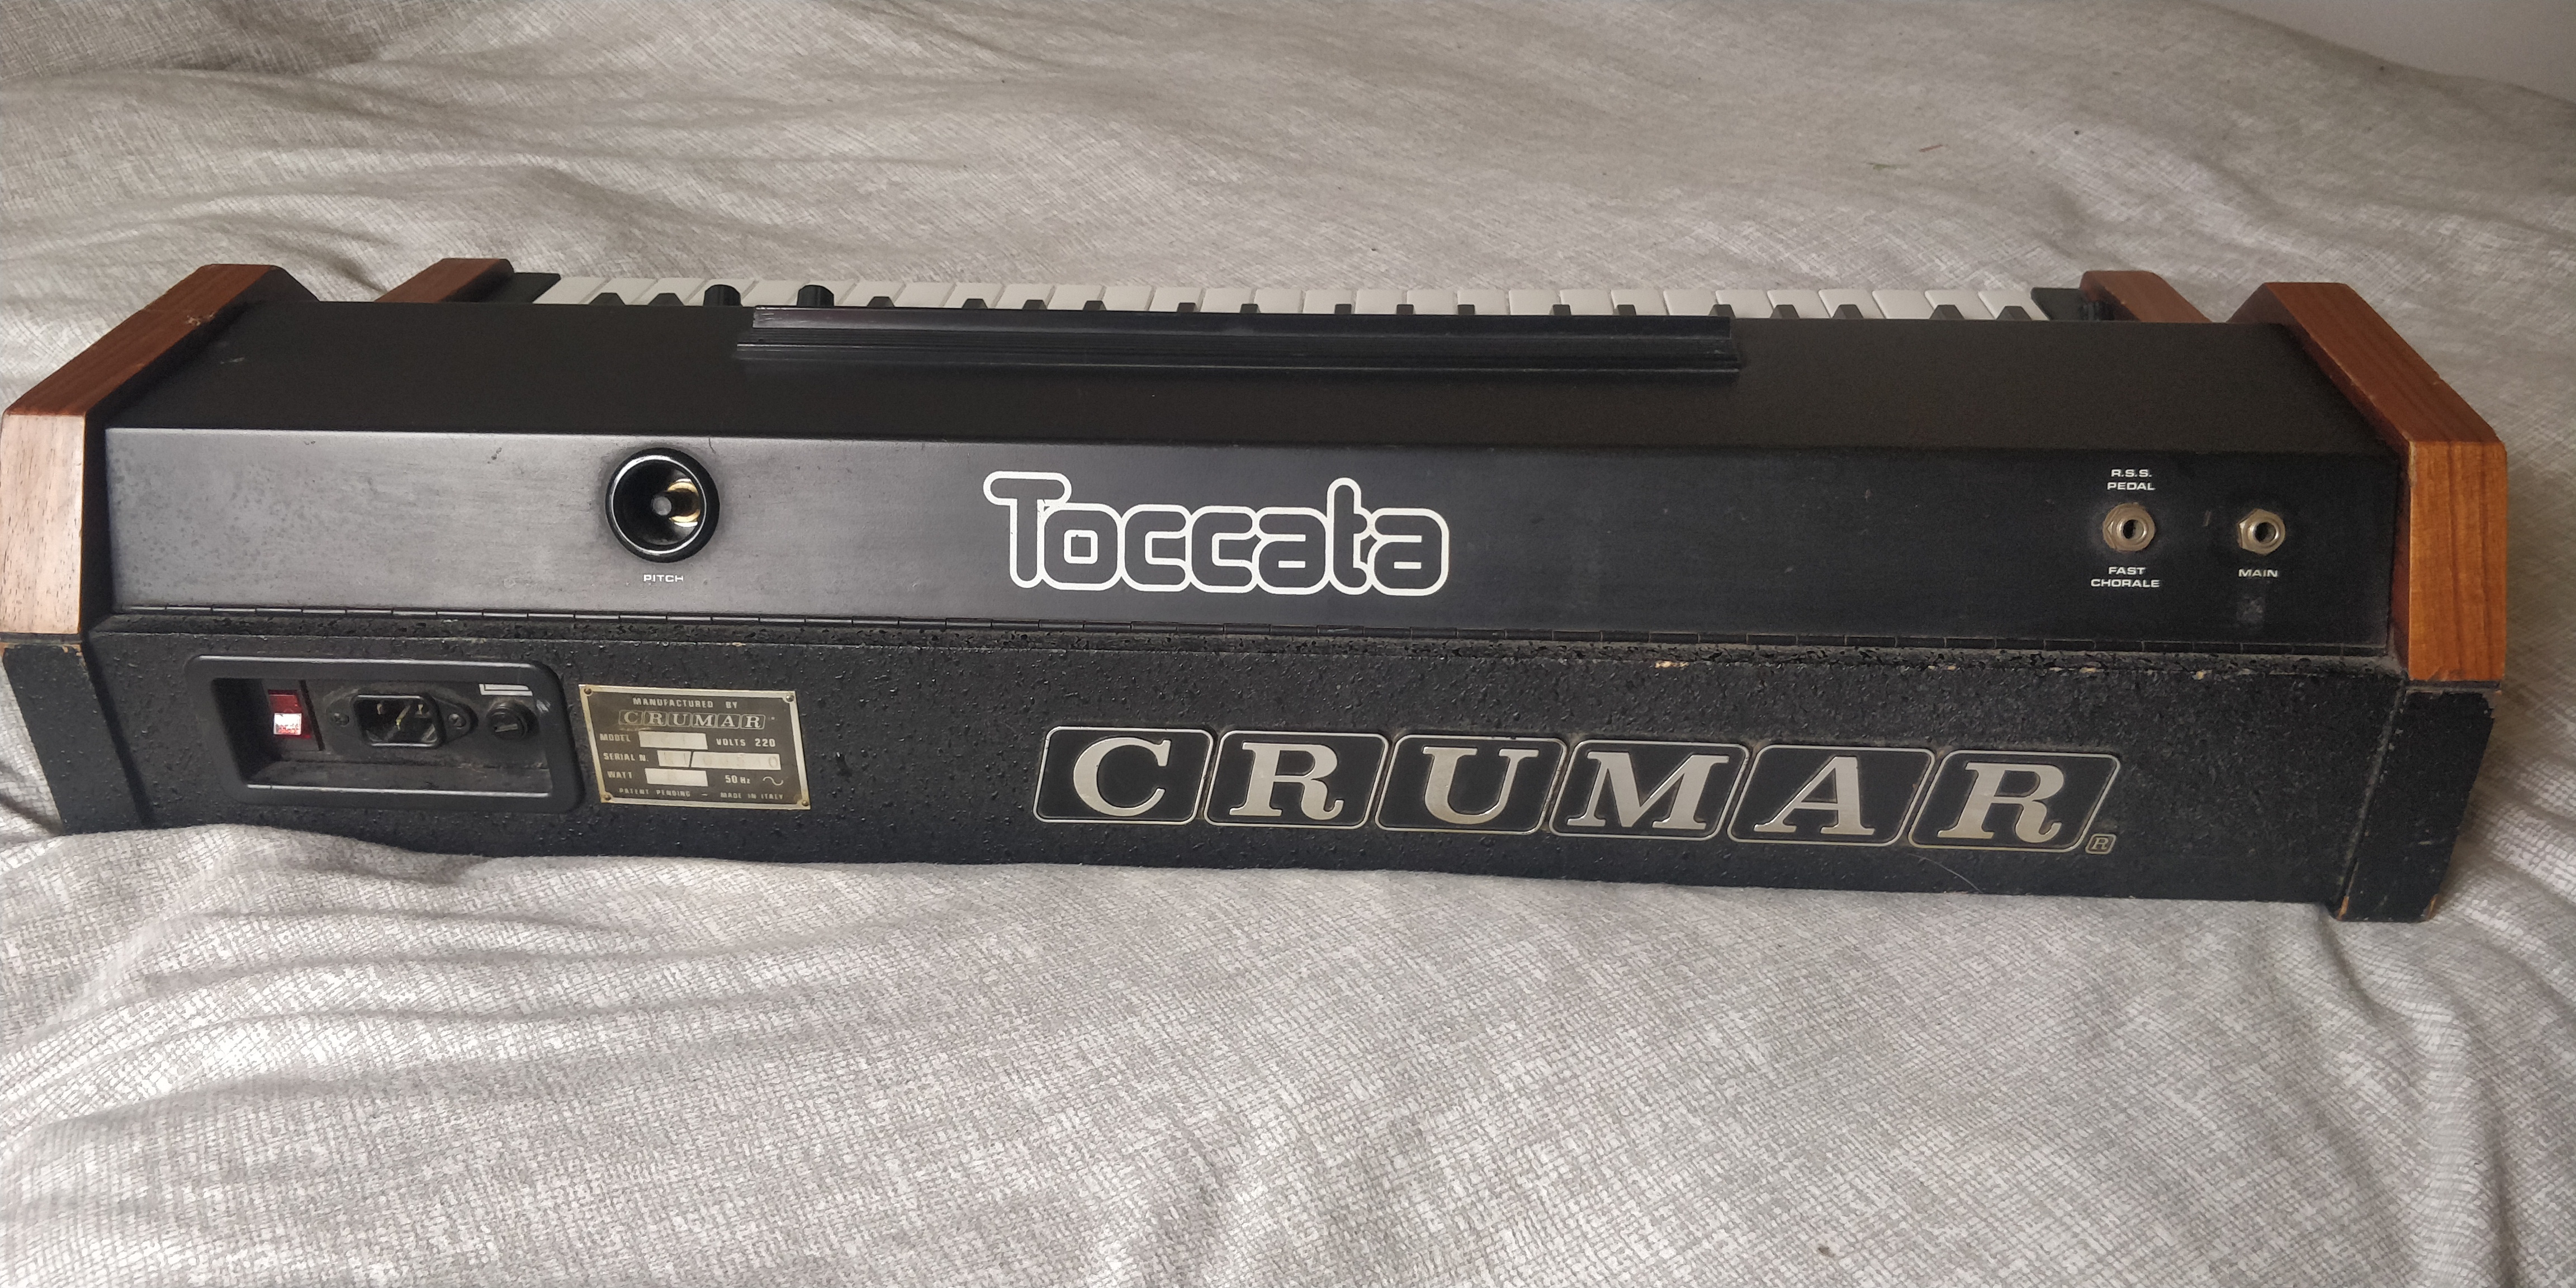 Toccata
PITCH
R.S.S.
PEDAL
FAST
CHORALE
MAIN
MANUFACTURED BY
CRUMAR
MODEL VOLTS 220
SERIAL N.
WATT 50 Hz
PATENT PENDING - MADE IN ITALY
CRUMAR
R